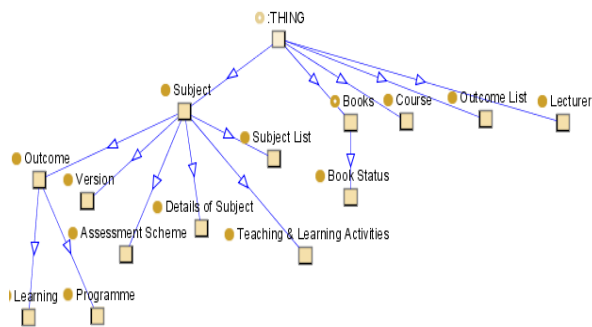 :THING
Subject
Books
Course
Outcome List
Lecturer
Subject List
Outcome
Version
Book Status
Details of Subject
Assessment Scheme
Teaching & Learning Activities
Learning
Programme